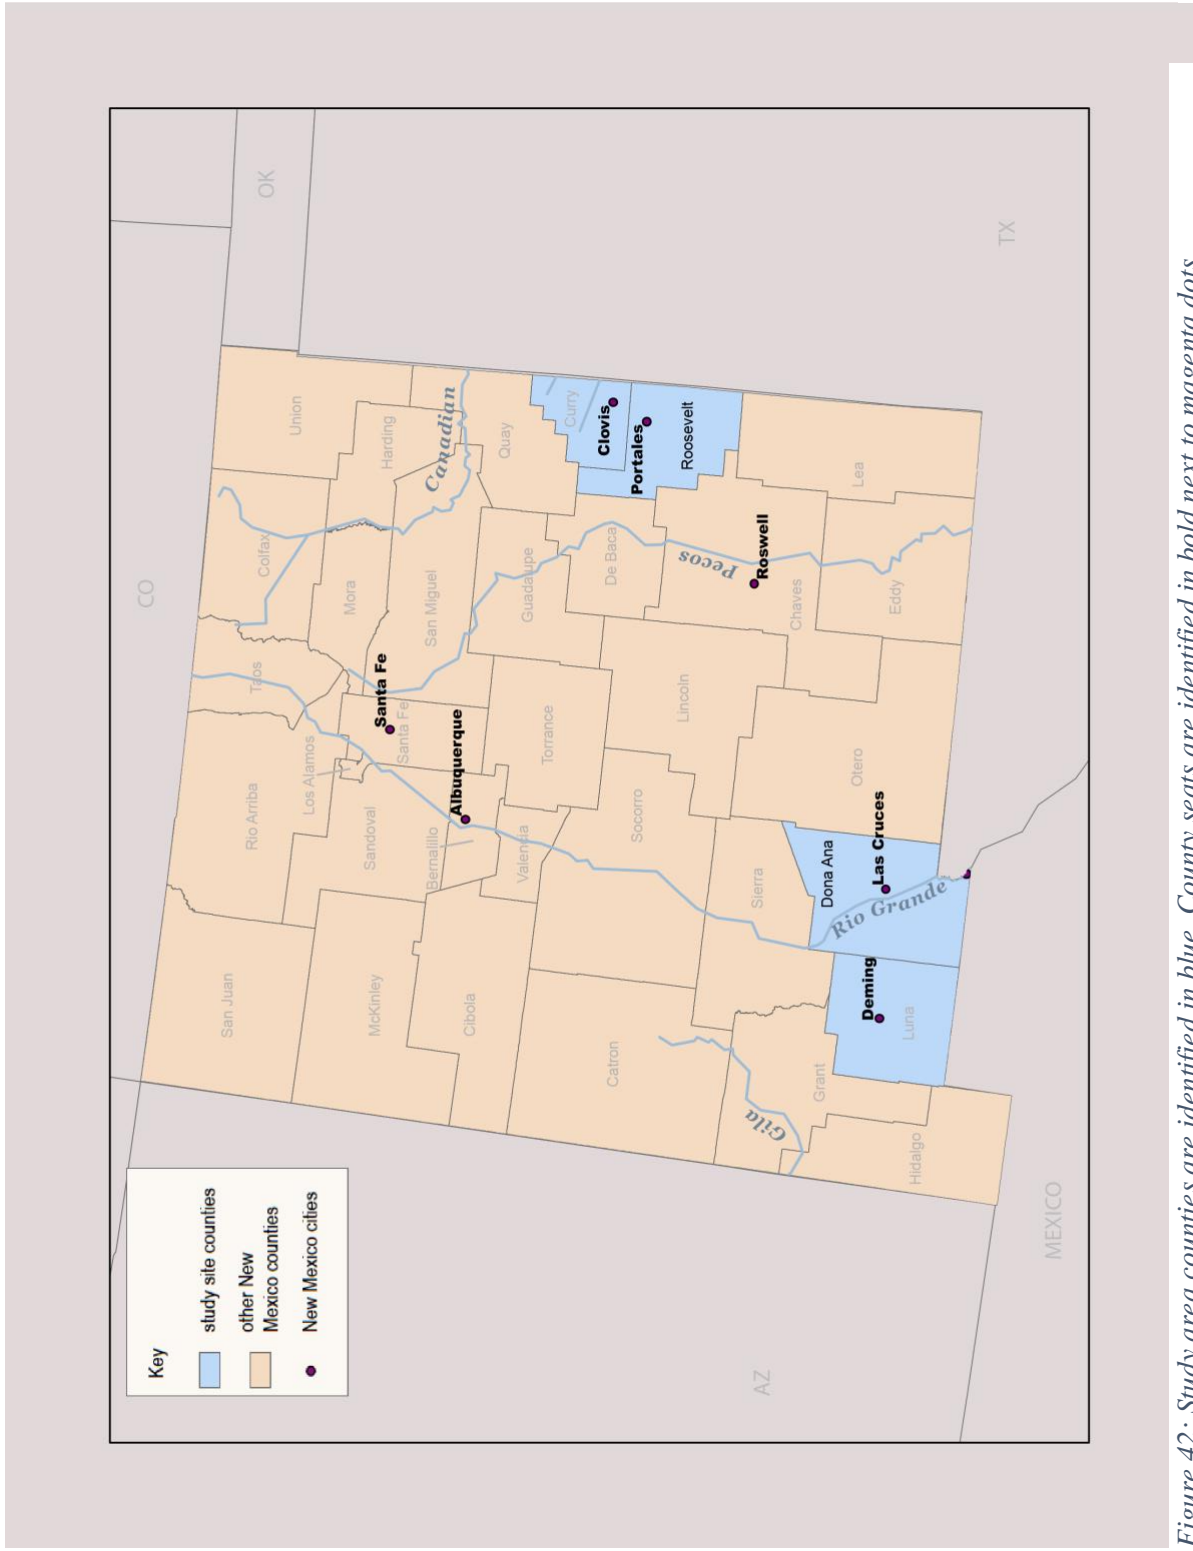 Key
study site counties
other New
Mexico counties
New Mexico cities
CO
OK
TX
AZ
MEXICO
San Juan
Rio Arriba
Taos
Colfax
Union
Los Alamos
Mora
Harding
McKinley
Sandoval
Santa Fe
Santa Fe
San Miguel
Canadian
Bernalillo
Albuquerque
Cibola
Valencia
Torrance
Guadalupe
Quay
Curry
Clovis
Portales
Roosevelt
Catron
Socorro
Lincoln
De Baca
Pecos
Roswell
Chaves
Lea
Eddy
Sierra
Otero
Dona Ana
Las Cruces
Rio Grande
Deming
Luna
Grant
Gila
Hidalgo
Figure 42: Study area counties are identified in blue. County seats are identified in bold next to magenta dots